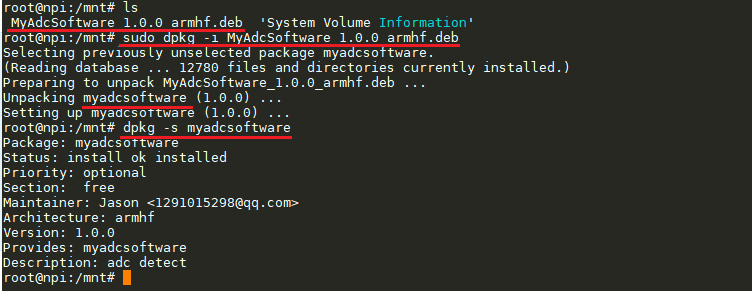 root@npi:/mnt# ls
 MyAdcSoftware_1.0.0_armhf.deb  'System Volume Information'
root@npi:/mnt# sudo dpkg -i MyAdcSoftware_1.0.0_armhf.deb
Selecting previously unselected package myadcsoftware.
(Reading database ... 12780 files and directories currently installed.)
Preparing to unpack MyAdcSoftware_1.0.0_armhf.deb ...
Unpacking myadcsoftware (1.0.0) ...
Setting up myadcsoftware (1.0.0) ...
root@npi:/mnt# dpkg -s myadcsoftware
Package: myadcsoftware
Status: install ok installed
Priority: optional
Section:  free
Maintainer: Jason <1291015298@qq.com>
Architecture: armhf
Version: 1.0.0
Provides: myadcsoftware
Description: adc detect
root@npi:/mnt#